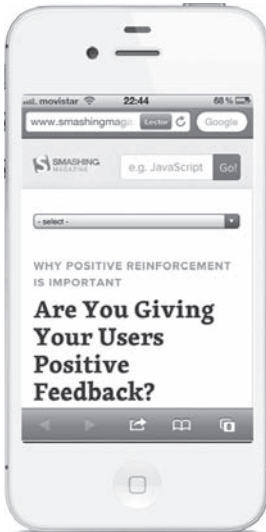 movistar 22:44 68 %
www.smashingmaga Lector Google
SMASHING
MAGAZINE
e.g. JavaScript Go!
- select -
WHY POSITIVE REINFORCEMENT
IS IMPORTANT
Are You Giving
Your Users
Positive
Feedback?